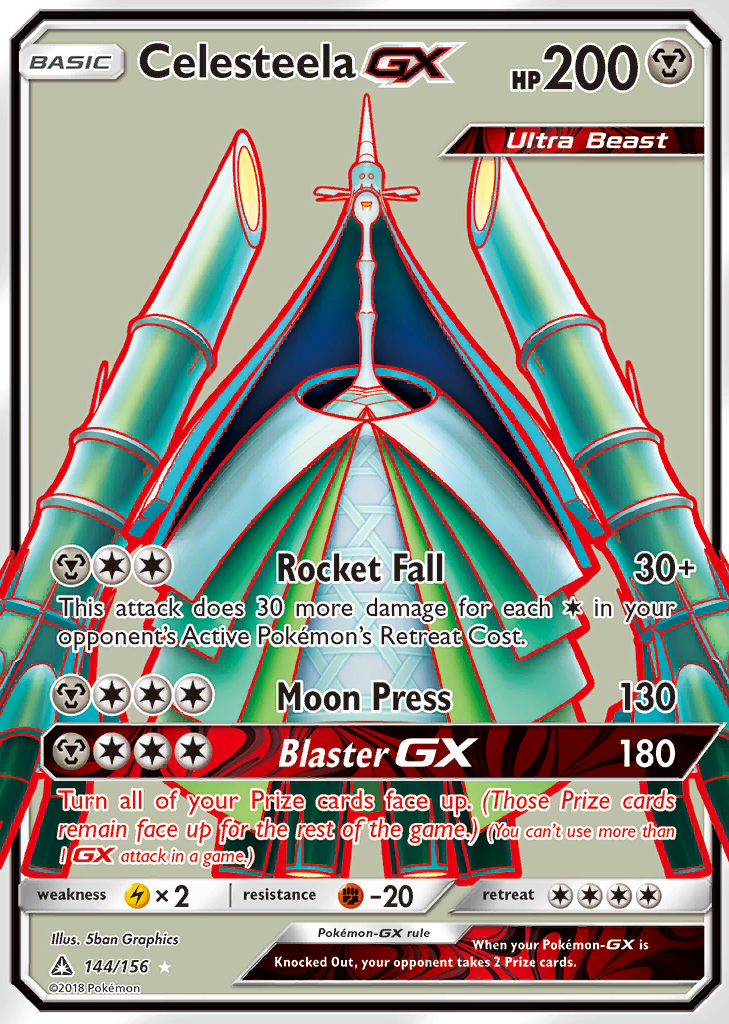 BASIC Celesteela GX HP 200
Ultra Beast
Rocket Fall 30+
This attack does 30 more damage for each in your
opponent's Active Pokémon's Retreat Cost.
Moon Press 130
Blaster GX 180
Turn all of your Prize cards face up. (Those Prize cards
remain face up for the rest of the game.) (You can't use more than
1 GX attack in a game.)
weakness ×2 resistance -20 retreat
Illus. 5ban Graphics
Pokémon-GX rule
When your Pokémon-GX is
Knocked Out, your opponent takes 2 Prize cards.
144/156
©2018 Pokémon